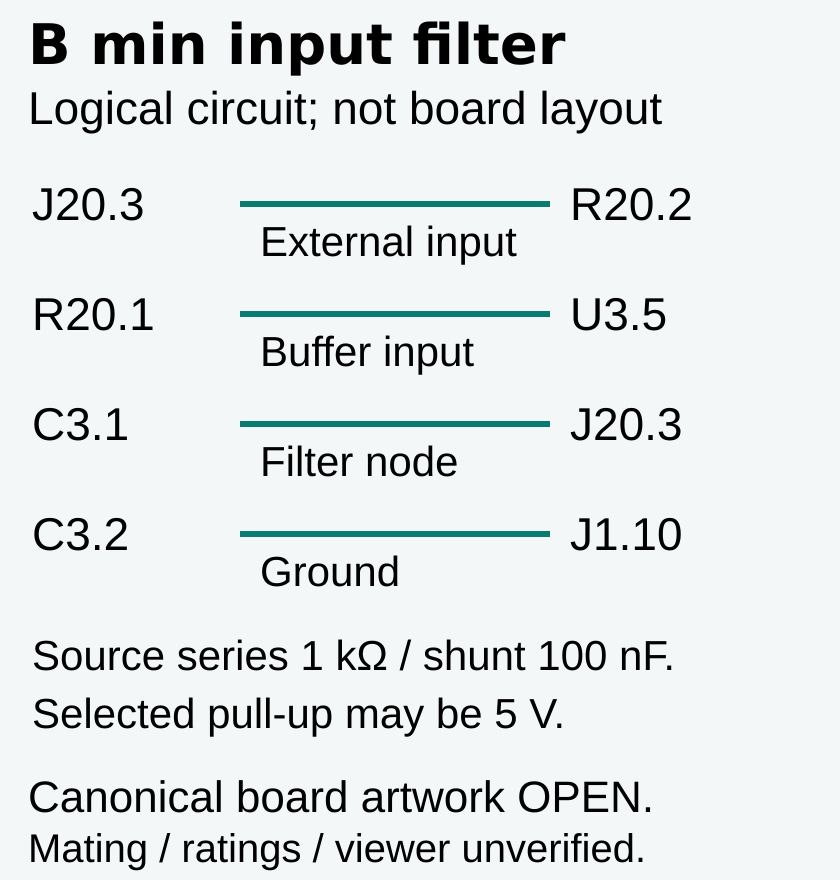 B min input filter
Logical circuit; not board layout
J20.3 R20.2
External input
R20.1 U3.5
Buffer input
C3.1 J20.3
Filter node
C3.2 J1.10
Ground
Source series 1 kΩ / shunt 100 nF.
Selected pull-up may be 5 V.
Canonical board artwork OPEN.
Mating / ratings / viewer unverified.